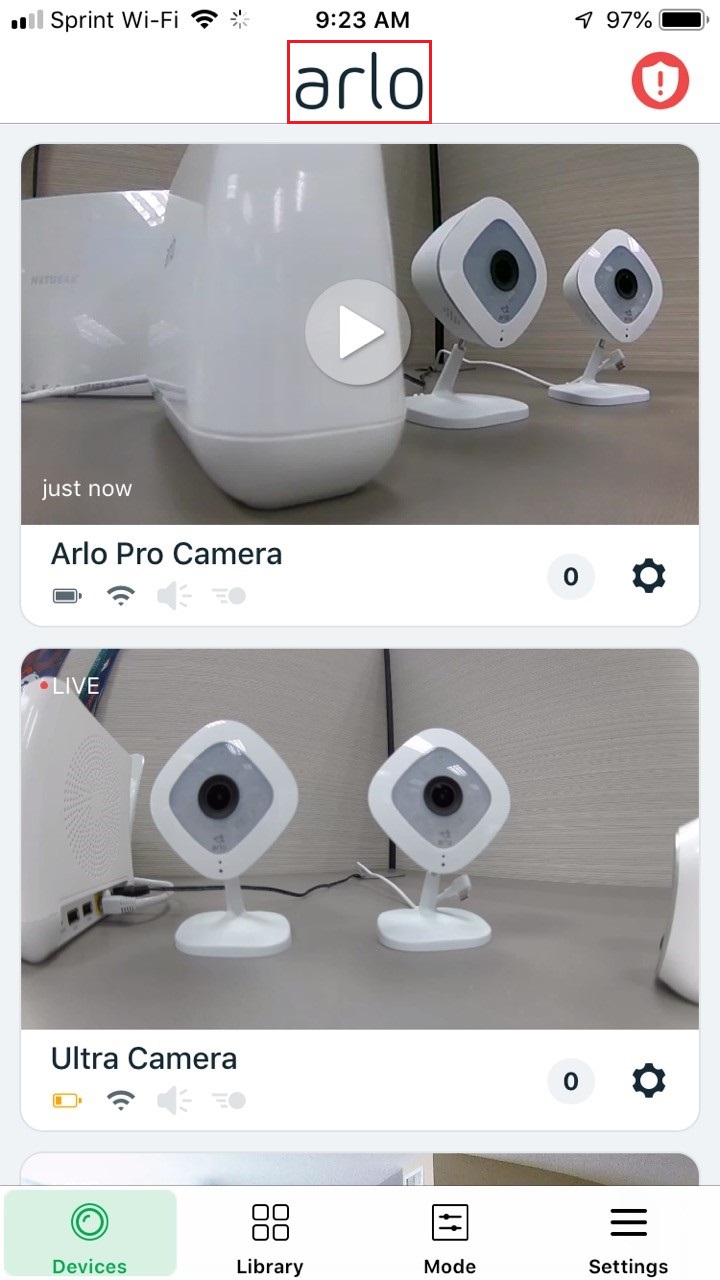 Sprint Wi-Fi 9:23 AM 97%
arlo
NETGEAR
just now
Arlo Pro Camera
0
LIVE
arlo
Ultra Camera
0
Devices Library Mode Settings